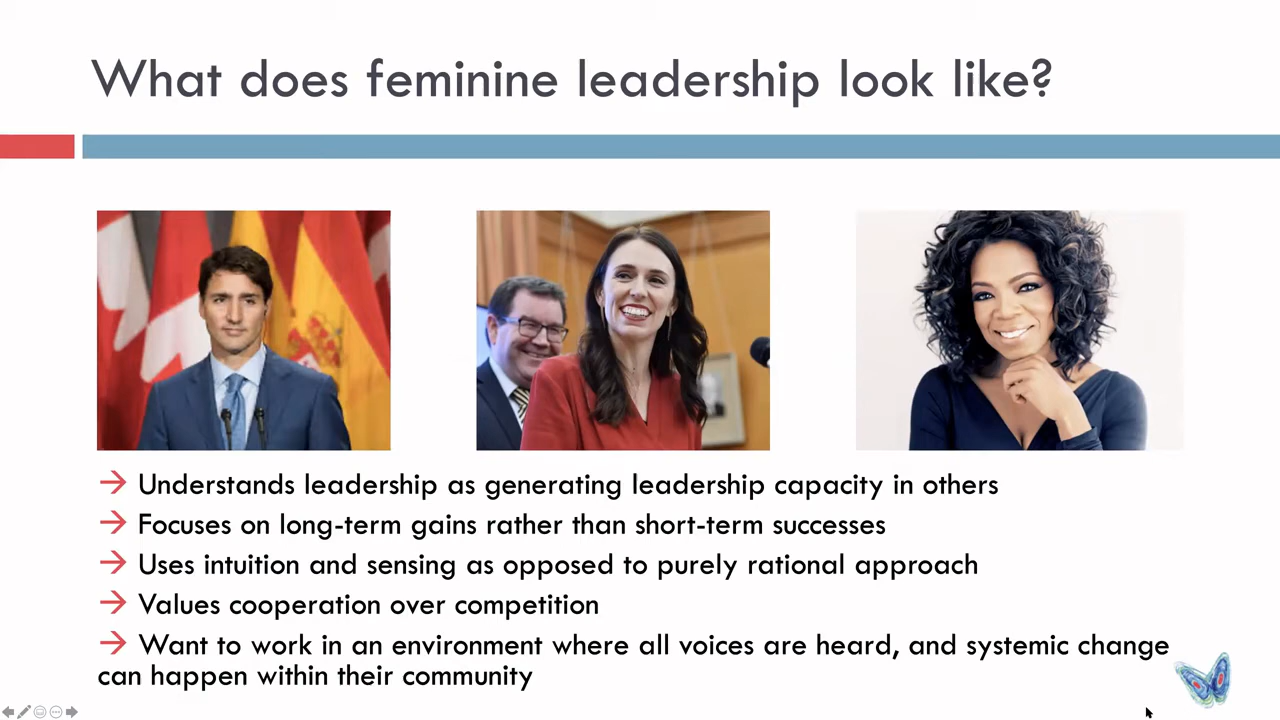 What does feminine leadership look like?
→ Understands leadership as generating leadership capacity in others
→ Focuses on long-term gains rather than short-term successes
→ Uses intuition and sensing as opposed to purely rational approach
→ Values cooperation over competition
→ Want to work in an environment where all voices are heard, and systemic change
can happen within their community